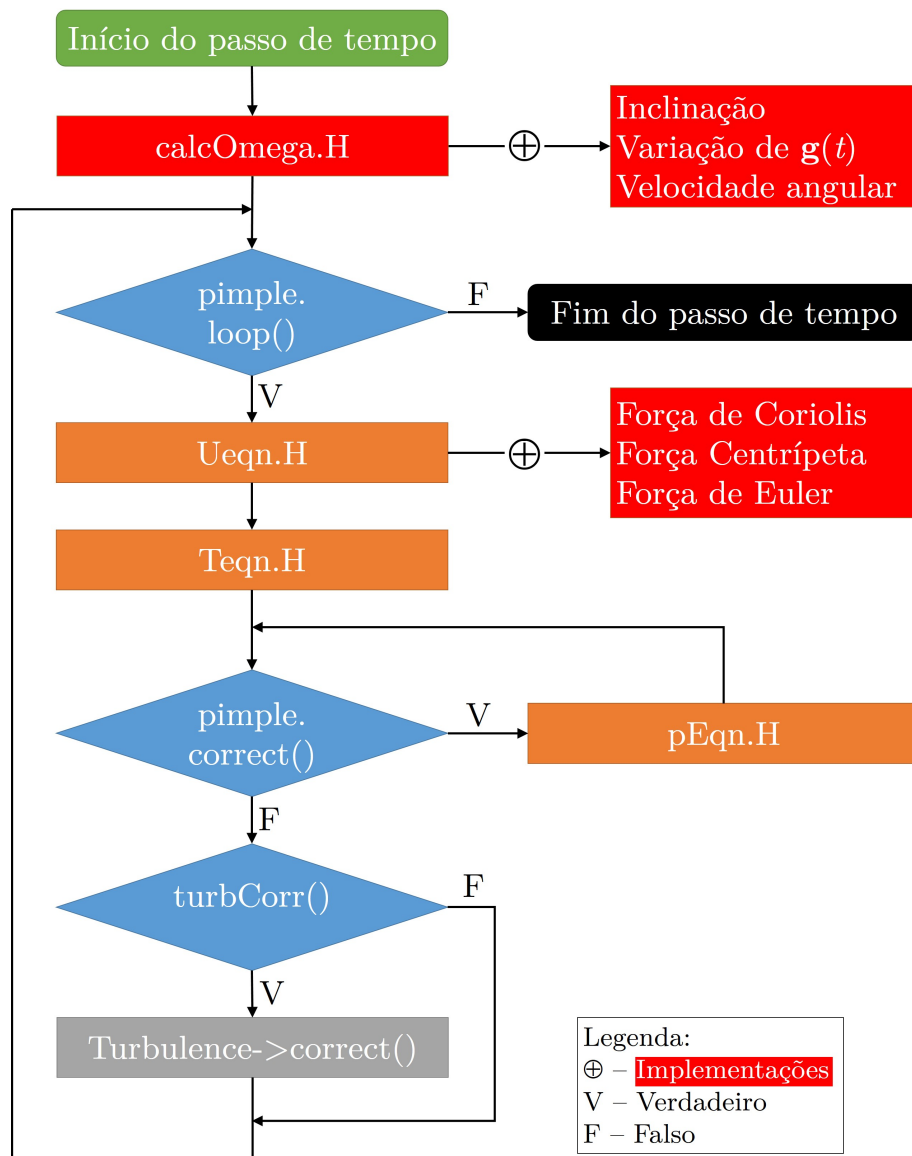 Início do passo de tempo
calcOmega.H
Inclinação
Variação de g(t)
Velocidade angular
pimple.
loop()
F
Fim do passo de tempo
V
Ueqn.H
Força de Coriolis
Força Centrípeta
Força de Euler
Teqn.H
pimple.
correct()
V
pEqn.H
F
turbCorr()
F
V
Turbulence->correct()
Legenda:
⊕ – Implementações
V – Verdadeiro
F – Falso